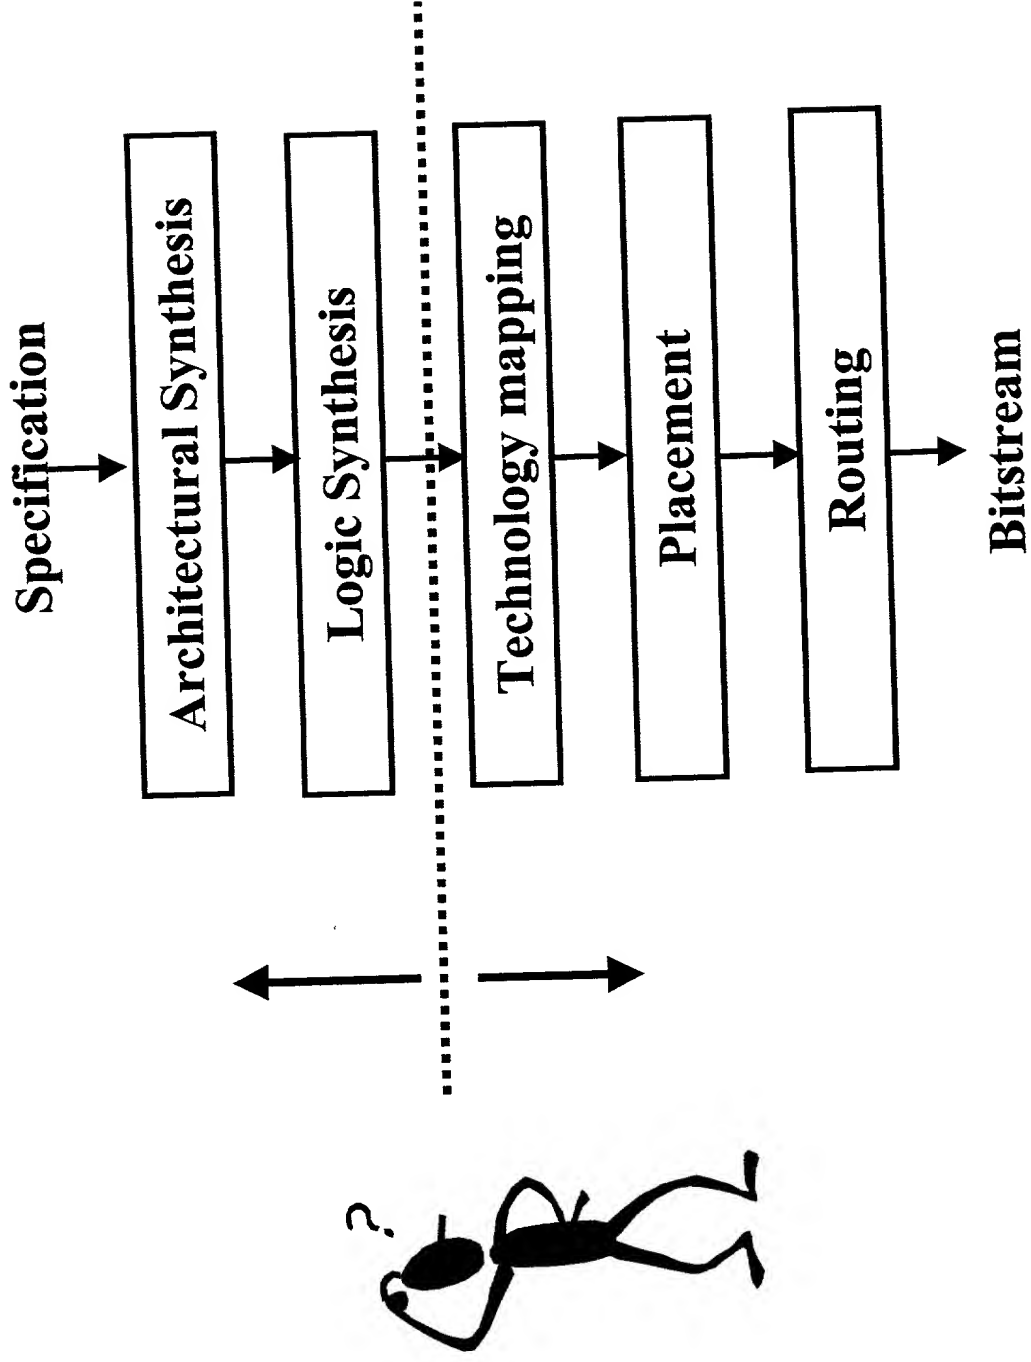 Specification
Architectural Synthesis
Logic Synthesis
Technology mapping
Placement
Routing
Bitstream
?